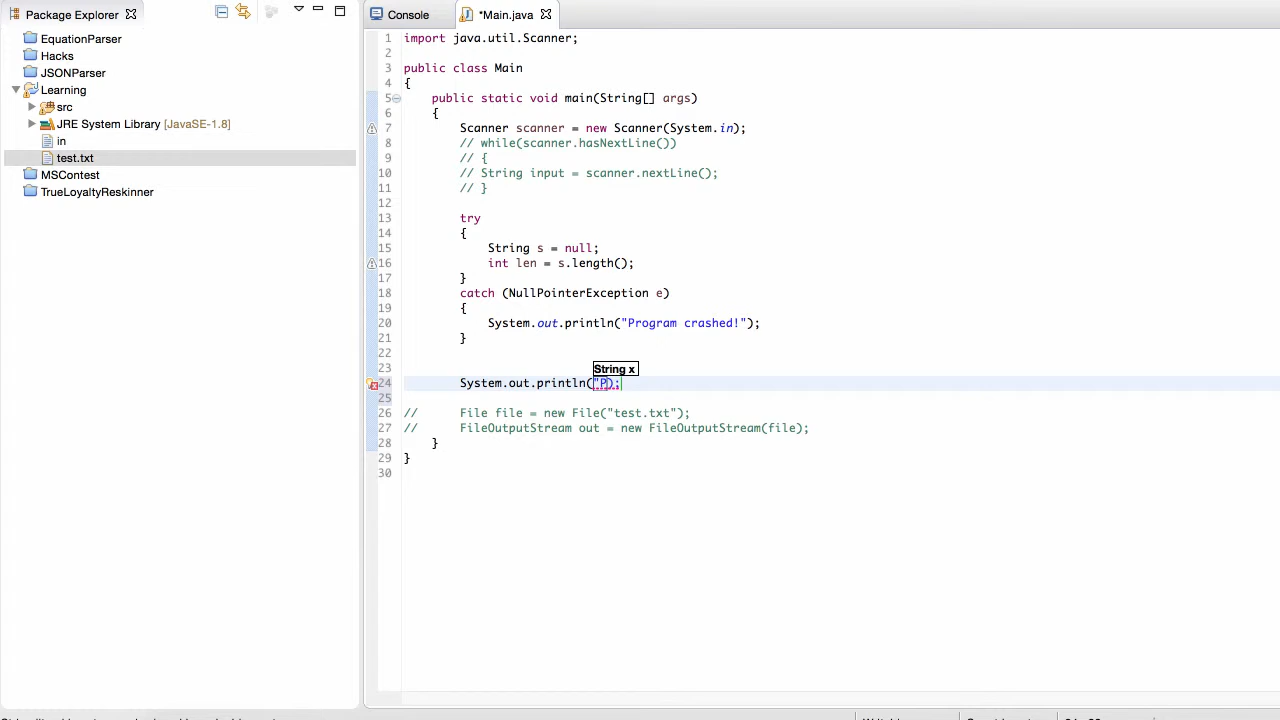 Package Explorer
EquationParser
Hacks
JSONParser
Learning
src
JRE System Library [JavaSE-1.8]
in
test.txt
MSContest
TrueLoyaltyReskinner
Console
*Main.java
1 import java.util.Scanner;
2
3 public class Main
4 {
5 public static void main(String[] args)
6 {
7 Scanner scanner = new Scanner(System.in);
8 // while(scanner.hasNextLine())
9 // {
10 // String input = scanner.nextLine();
11 // }
12
13 try
14 {
15 String s = null;
16 int len = s.length();
17 }
18 catch (NullPointerException e)
19 {
20 System.out.println("Program crashed!");
21 }
22
23
String x
24 System.out.println("P);
25
26 // File file = new File("test.txt");
27 // FileOutputStream out = new FileOutputStream(file);
28 }
29 }
30